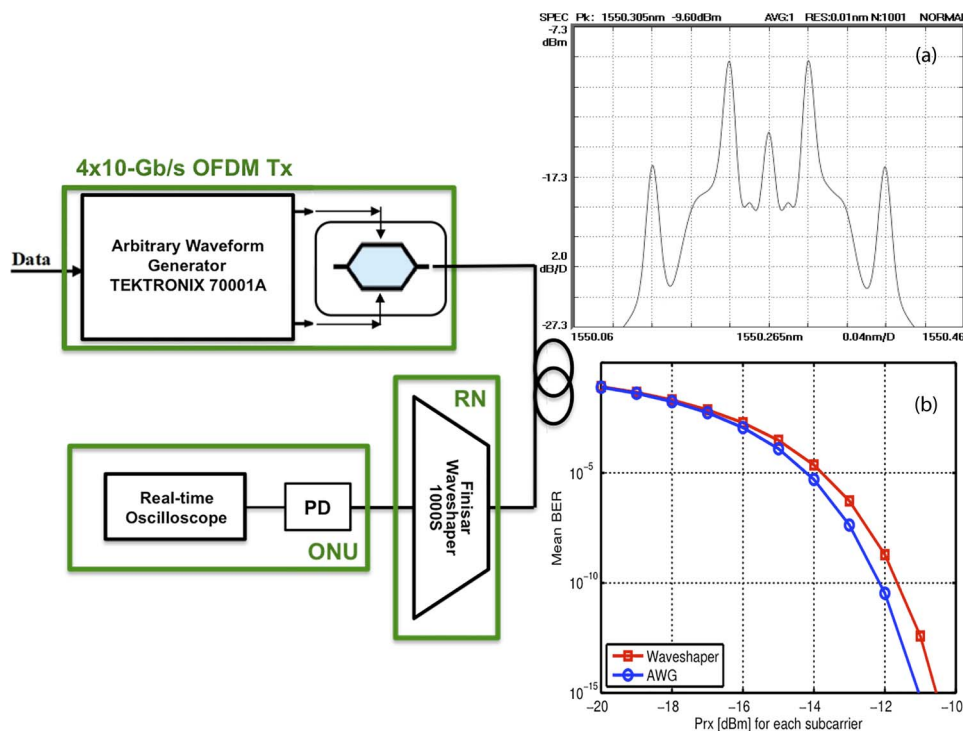 4x10-Gb/s OFDM Tx
Data
Arbitrary Waveform
Generator
TEKTRONIX 70001A
RN
Finisar
Waveshaper
1000S
Real-time
Oscilloscope
PD
ONU
SPEC Pk: 1550.305nm -9.60dBm AVG:1 RES:0.01nm N:1001 NORMAL
-7.3
dBm
(a)
-17.3
2.0
dB/D
-27.3
1550.06 1550.265nm 0.04nm/D 1550.46
(b)
Mean BER
10−5
10−10
10−15
Waveshaper
AWG
−20 −18 −16 −14 −12 −10
Prx [dBm] for each subcarrier